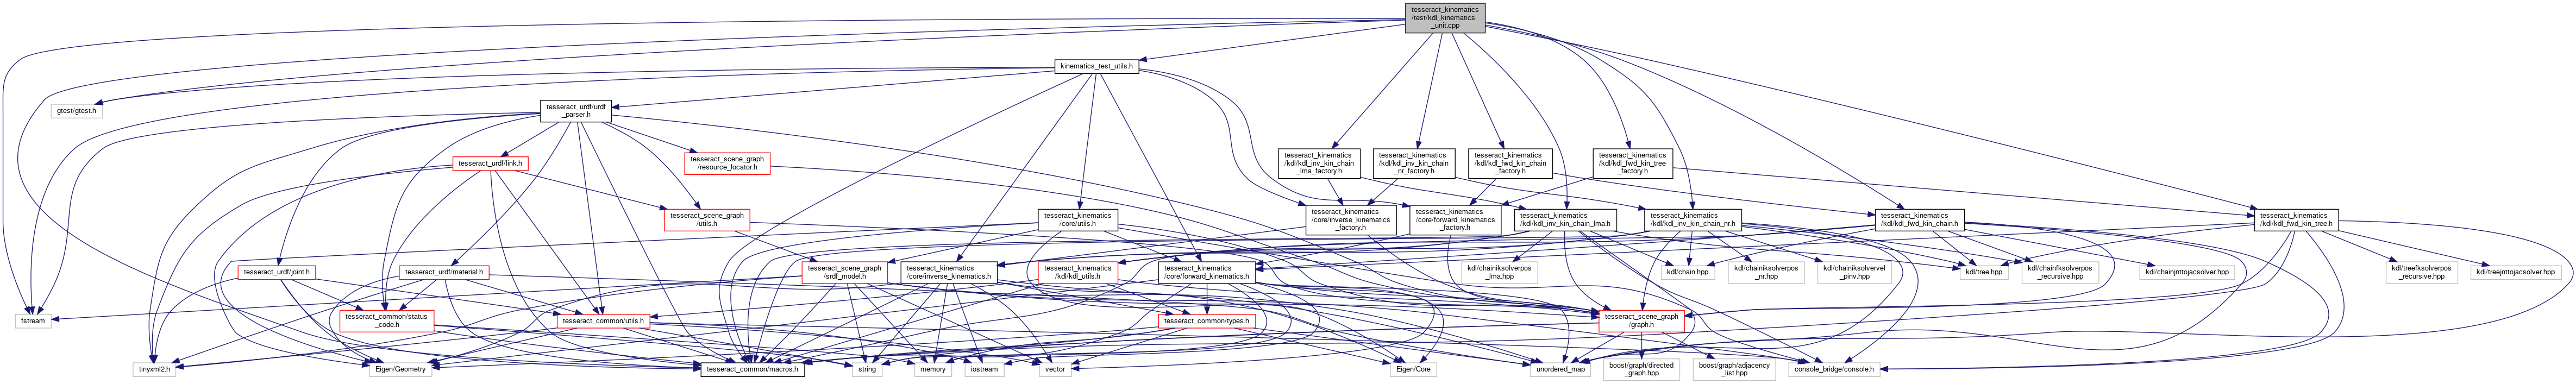 tesseract_kinematics
/test/kdl_kinematics
_unit.cpp
kinematics_test_utils.h
gtest/gtest.h
tesseract_urdf/urdf
_parser.h
tesseract_urdf/link.h
tesseract_scene_graph
/resource_locator.h
tesseract_kinematics
/kdl/kdl_inv_kin_chain
_lma_factory.h
tesseract_kinematics
/kdl/kdl_inv_kin_chain
_nr_factory.h
tesseract_kinematics
/kdl/kdl_fwd_kin_chain
_factory.h
tesseract_kinematics
/kdl/kdl_fwd_kin_tree
_factory.h
tesseract_scene_graph
/utils.h
tesseract_kinematics
/core/utils.h
tesseract_kinematics
/core/inverse_kinematics
_factory.h
tesseract_kinematics
/core/forward_kinematics
_factory.h
tesseract_kinematics
/kdl/kdl_inv_kin_chain_lma.h
tesseract_kinematics
/kdl/kdl_inv_kin_chain_nr.h
tesseract_kinematics
/kdl/kdl_fwd_kin_chain.h
tesseract_kinematics
/kdl/kdl_fwd_kin_tree.h
tesseract_urdf/joint.h
tesseract_urdf/material.h
tesseract_scene_graph
/srdf_model.h
tesseract_kinematics
/core/inverse_kinematics.h
tesseract_kinematics
/kdl/kdl_utils.h
tesseract_kinematics
/core/forward_kinematics.h
kdl/chainiksolverpos
_lma.hpp
kdl/chain.hpp
kdl/chainiksolverpos
_nr.hpp
kdl/chainiksolvervel
_pinv.hpp
kdl/tree.hpp
kdl/chainfksolverpos
_recursive.hpp
kdl/chainjnttojacsolver.hpp
kdl/treefksolverpos
_recursive.hpp
kdl/treejnttojacsolver.hpp
fstream
tesseract_common/status
_code.h
tesseract_common/utils.h
tesseract_common/types.h
tesseract_scene_graph
/graph.h
tinyxml2.h
Eigen/Geometry
tesseract_common/macros.h
string
memory
iostream
vector
Eigen/Core
unordered_map
boost/graph/directed
_graph.hpp
boost/graph/adjacency
_list.hpp
console_bridge/console.h